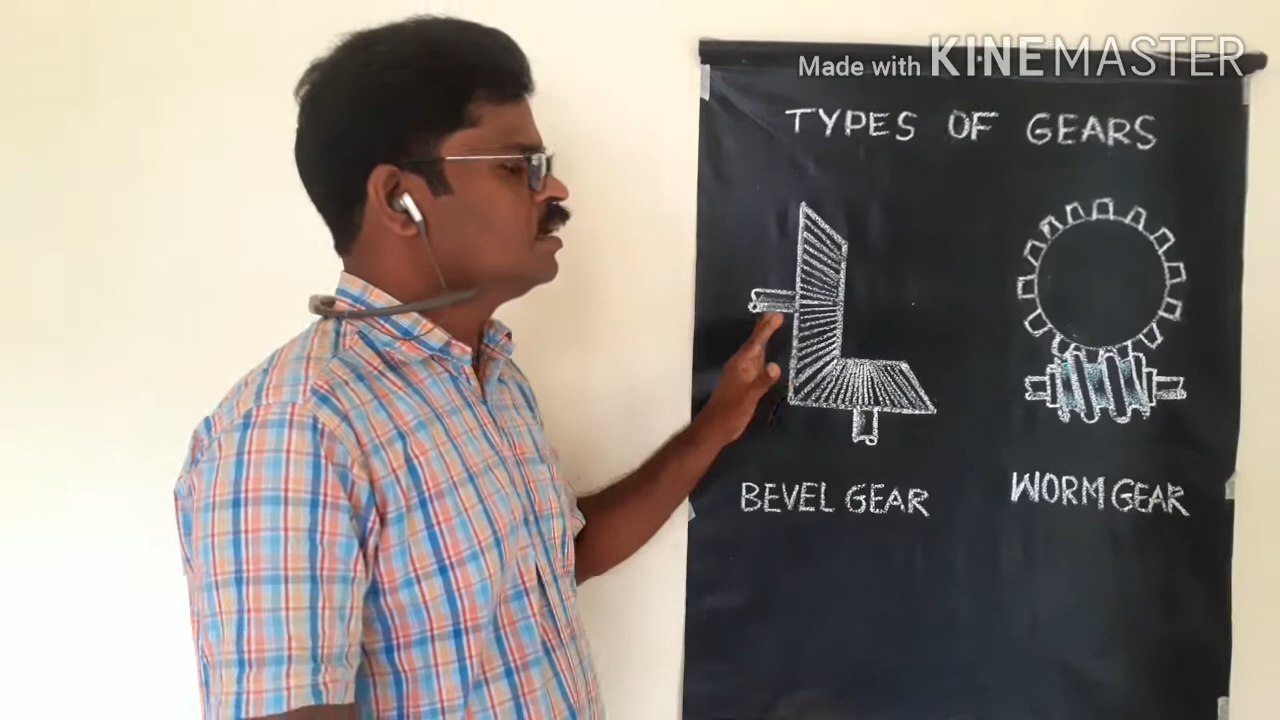 Made with KINEMASTER
TYPES OF GEARS
BEVEL GEAR
WORM GEAR